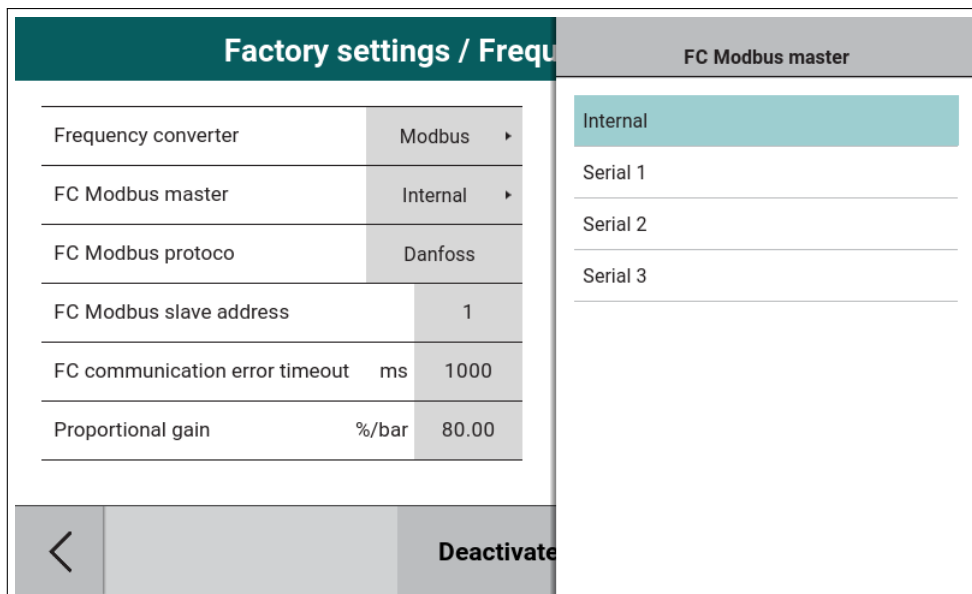 Factory settings / Frequ
FC Modbus master
Frequency converter Modbus
FC Modbus master Internal
FC Modbus protoco Danfoss
FC Modbus slave address 1
FC communication error timeout ms 1000
Proportional gain %/bar 80.00
Internal
Serial 1
Serial 2
Serial 3
Deactivate